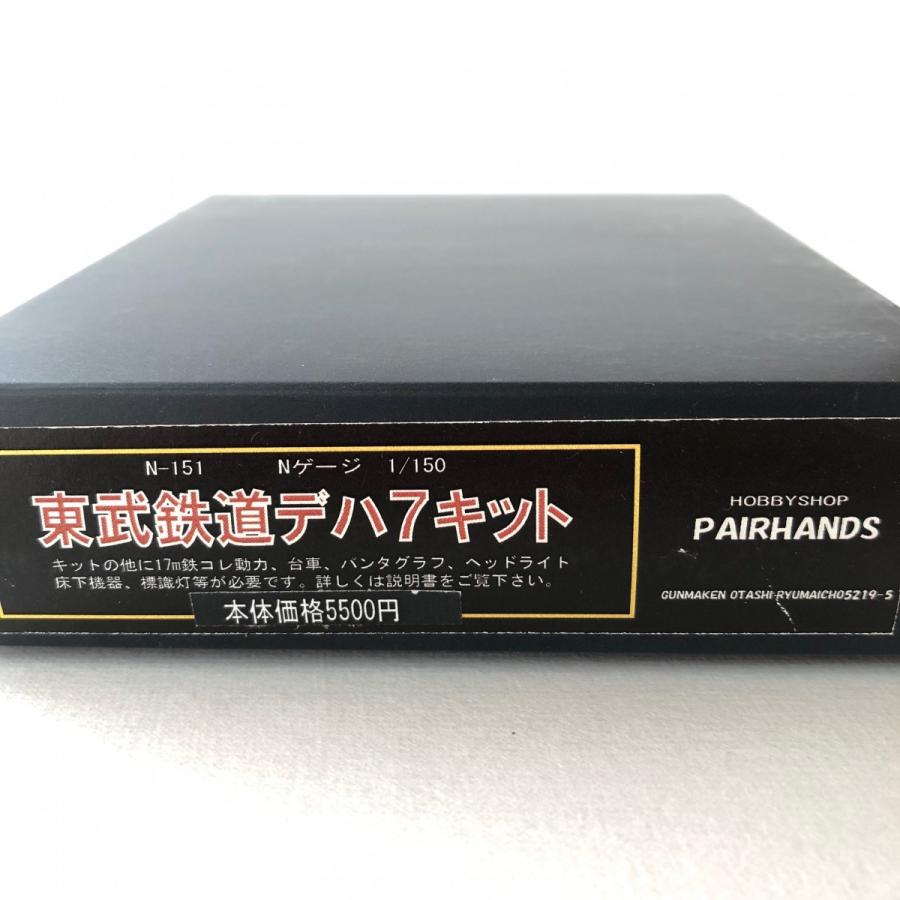 N-151 Nゲージ 1/150
東武鉄道デハ7キット
キットの他に17m鉄コレ動力、台車、パンタグラフ、ヘッドライト
床下機器、標識灯等が必要です。詳しくは説明書をご覧下さい。
本体価格5500円
HOBBYSHOP
PAIRHANDS
GUNMAKEN OTASHI RYUMAICHO5219-5